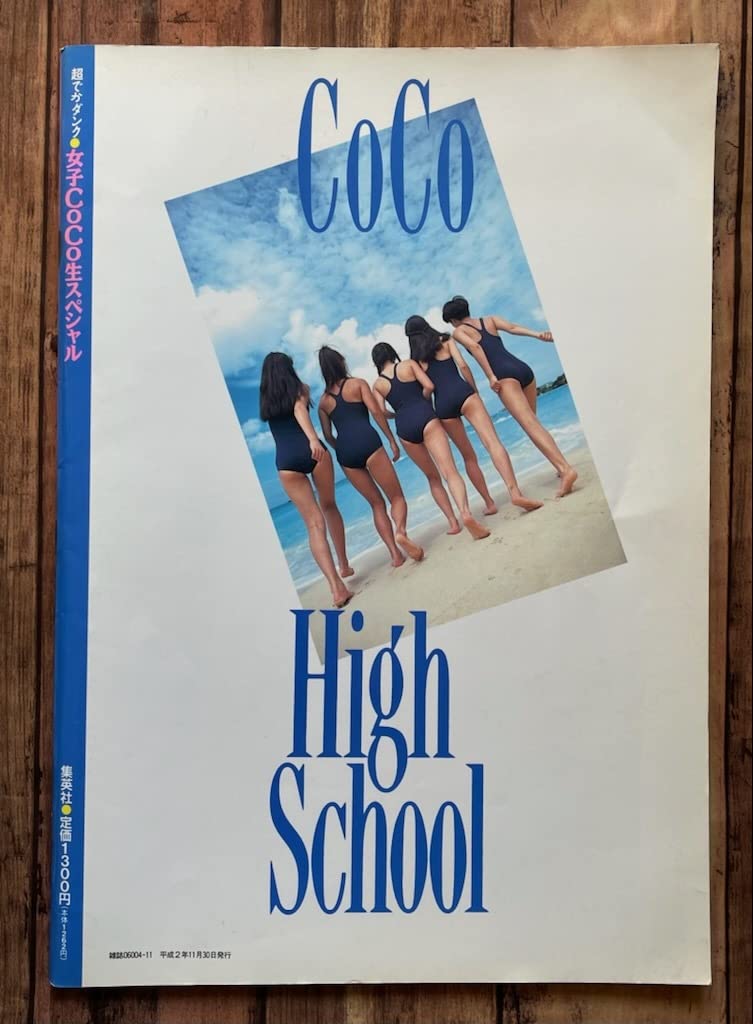 超でかダンク●女子CoCo生スペシャル
集英社●定価1300円(本体1262円)
CoCo
High
School
雑誌06004-11 平成2年11月30日発行